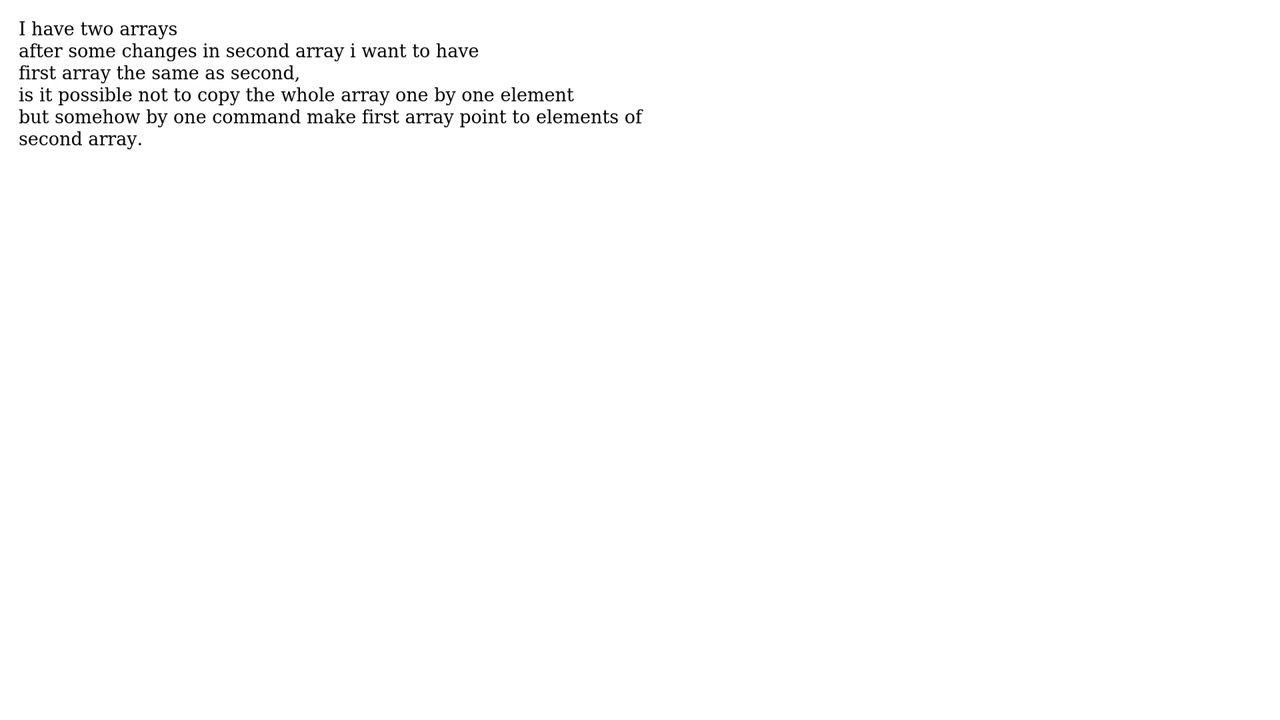 I have two arrays
after some changes in second array i want to have
first array the same as second,
is it possible not to copy the whole array one by one element
but somehow by one command make first array point to elements of
second array.